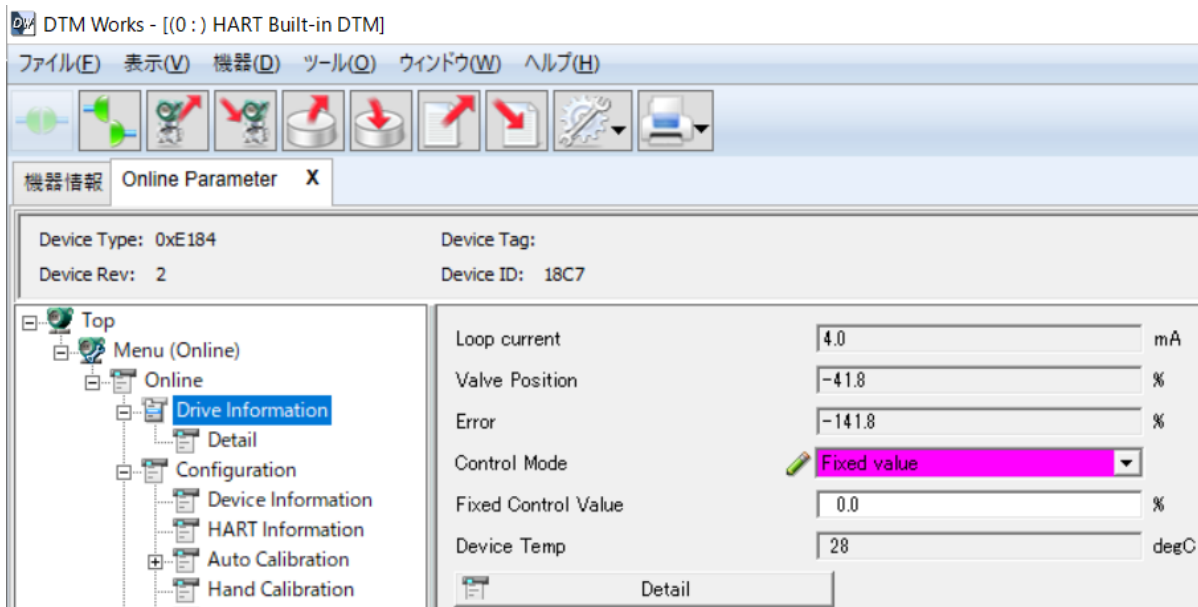 DTM Works - [(0 : ) HART Built-in DTM]
ファイル(F) 表示(V) 機器(D) ツール(O) ウィンドウ(W) ヘルプ(H)
機器情報 Online Parameter X
Device Type: 0xE184 Device Tag:
Device Rev: 2 Device ID: 18C7
Top
Menu (Online)
Online
Drive Information
Detail
Configuration
Device Information
HART Information
Auto Calibration
Hand Calibration
Loop current 4.0 mA
Valve Position -41.8 %
Error -141.8 %
Control Mode Fixed value
Fixed Control Value 0.0 %
Device Temp 28 degC
Detail